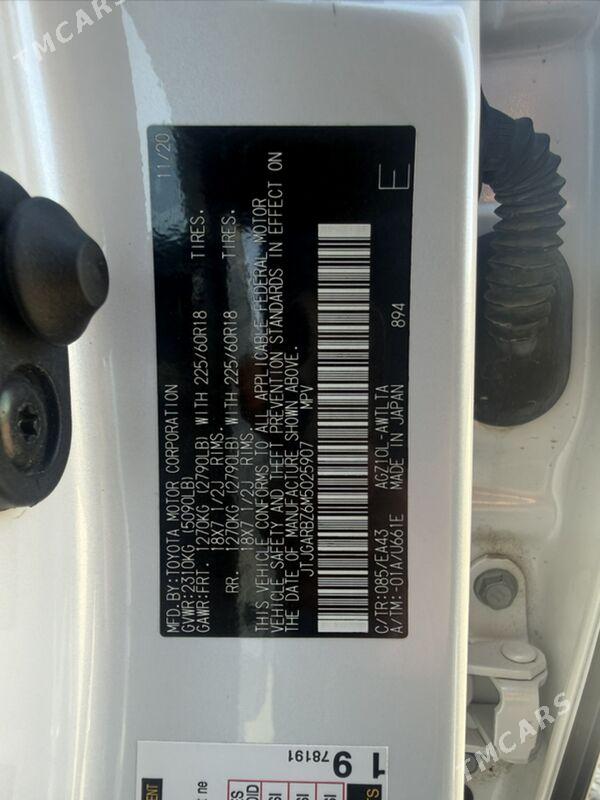 TMCARS
11/20
MFD.BY:TOYOTA MOTOR CORPORATION
GVWR:2310KG (5090LB)
GAWR:FRT. 1270KG (2790LB) WITH 225/60R18 TIRES.
18X7 1/2J RIMS.
RR. 1270KG (2790LB) WITH 225/60R18 TIRES.
18X7 1/2J RIMS.
THIS VEHICLE CONFORMS TO ALL APPLICABLE FEDERAL MOTOR
VEHICLE SAFETY AND THEFT PREVENTION STANDARDS IN EFFECT ON
THE DATE OF MANUFACTURE SHOWN ABOVE.
JTJGARBZ6M5025907 MPV
C/TR:085/EA43 AGZ10L-AWTLTA 894
A/TM:-01A/U661E MADE IN JAPAN
E
19
78191
TMCARS